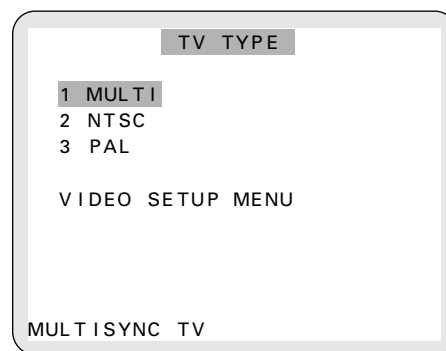 TV TYPE
1 MULTI
2 NTSC
3 PAL
VIDEO SETUP MENU
MULTISYNC TV